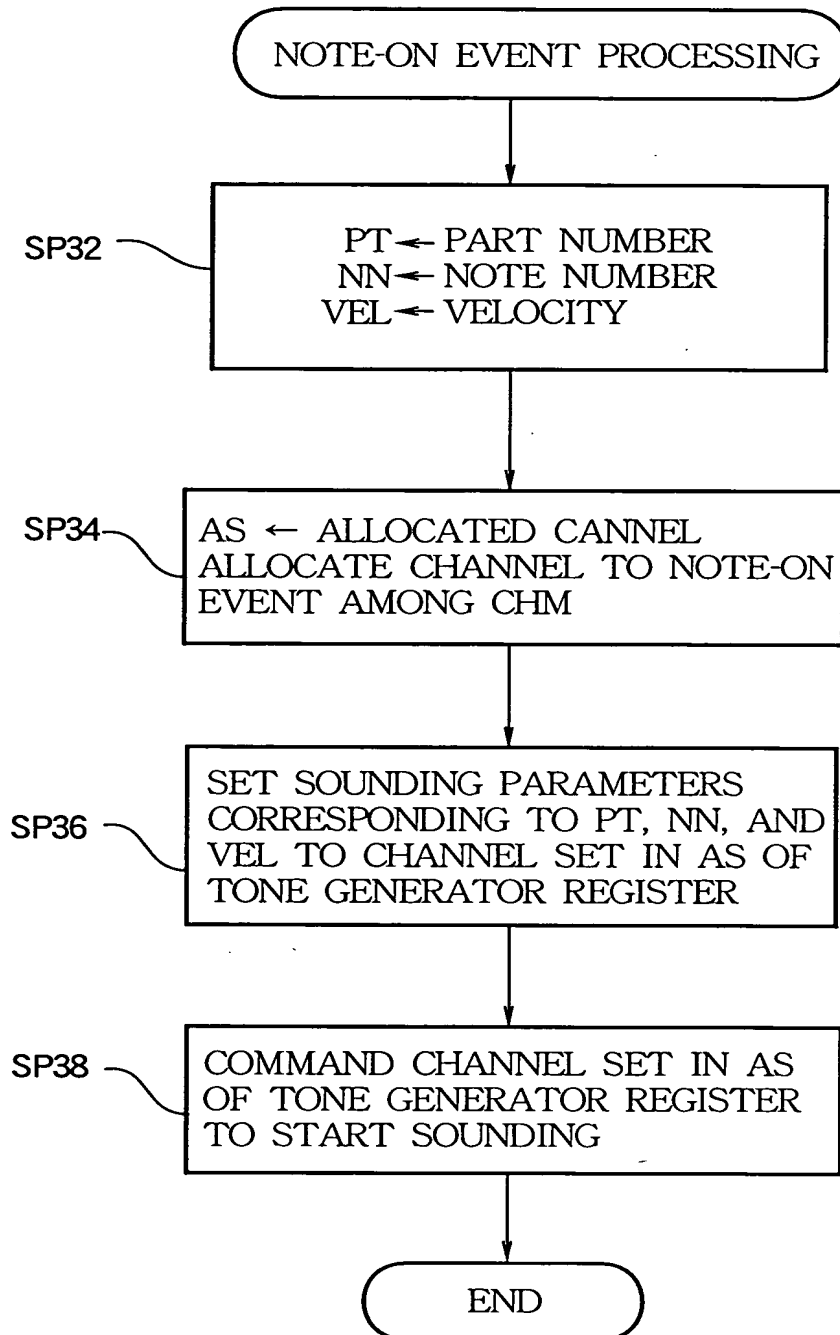 NOTE-ON EVENT PROCESSING
SP32
PT ← PART NUMBER
NN ← NOTE NUMBER
VEL ← VELOCITY
SP34
AS ← ALLOCATED CANNEL
ALLOCATE CHANNEL TO NOTE-ON
EVENT AMONG CHM
SP36
SET SOUNDING PARAMETERS
CORRESPONDING TO PT, NN, AND
VEL TO CHANNEL SET IN AS OF
TONE GENERATOR REGISTER
SP38
COMMAND CHANNEL SET IN AS
OF TONE GENERATOR REGISTER
TO START SOUNDING
END